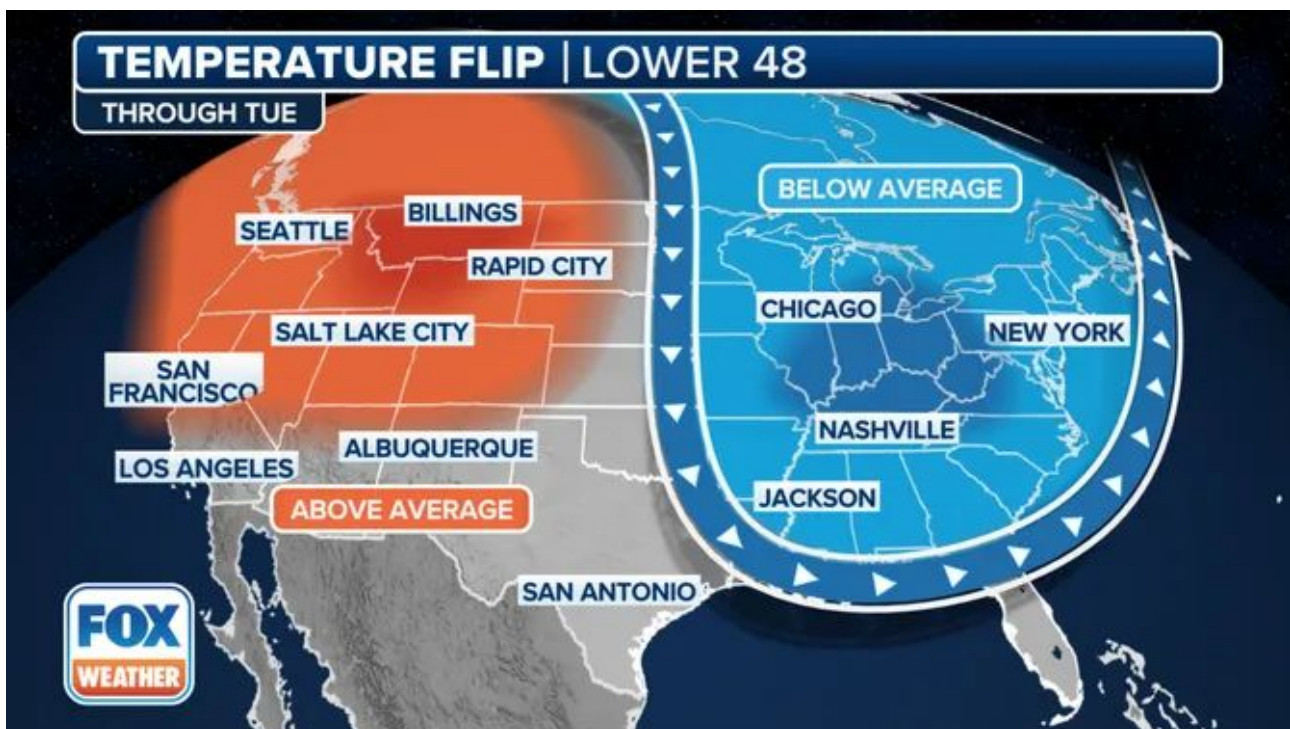 TEMPERATURE FLIP | LOWER 48
THROUGH TUE
BELOW AVERAGE
BILLINGS
SEATTLE
RAPID CITY
CHICAGO
SALT LAKE CITY
NEW YORK
SAN
FRANCISCO
NASHVILLE
ALBUQUERQUE
LOS ANGELES
JACKSON
ABOVE AVERAGE
SAN ANTONIO
FOX
WEATHER